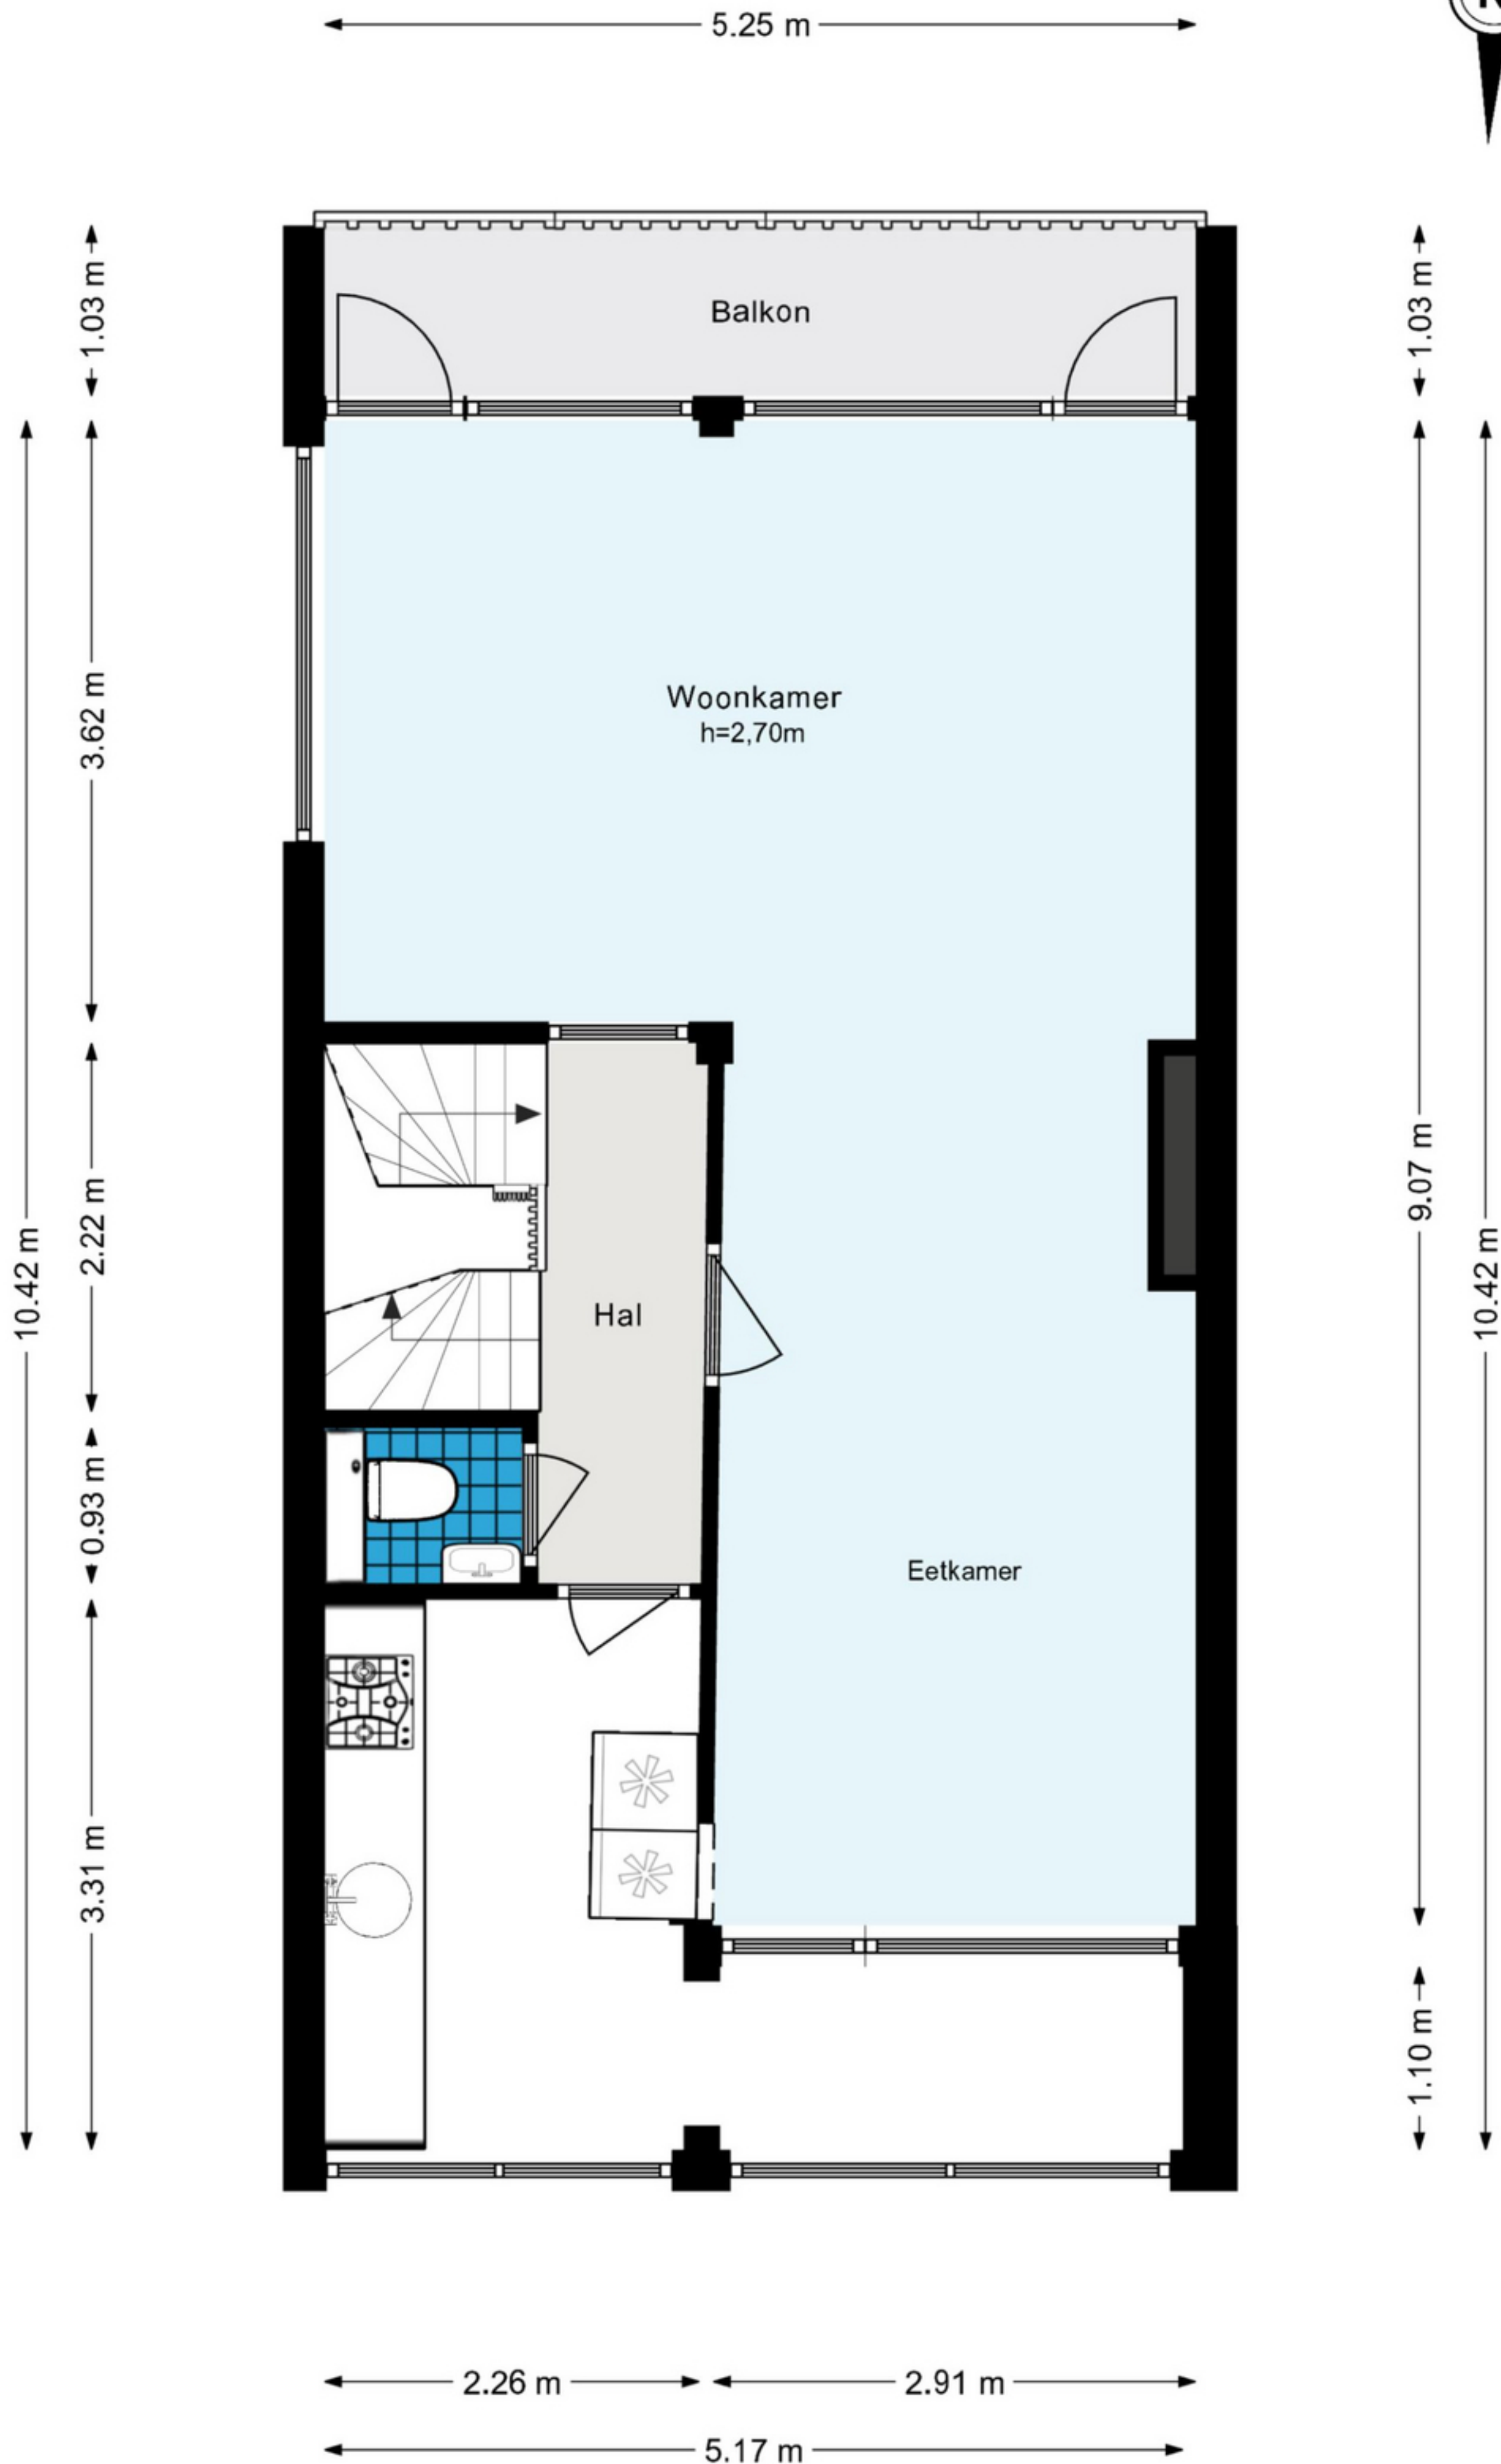 5.25 m
Balkon
1.03 m
1.03 m
Woonkamer
h=2,70m
3.62 m
9.07 m
2.22 m
10.42 m
10.42 m
Hal
0.93 m
Eetkamer
3.31 m
1.10 m
2.26 m
2.91 m
5.17 m